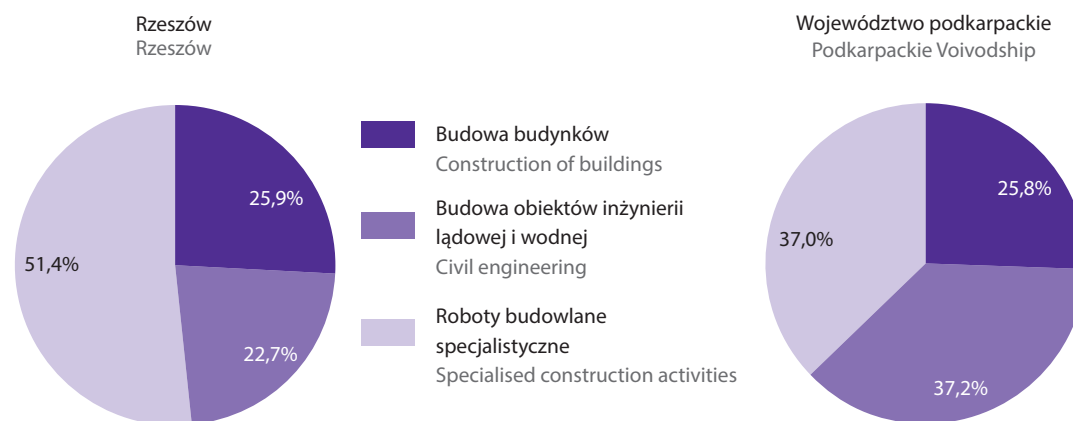 Rzeszów
Rzeszów
25,9%
51,4%
22,7%
Budowa budynków
Construction of buildings
Budowa obiektów inżynierii
lądowej i wodnej
Civil engineering
Roboty budowlane
specjalistyczne
Specialised construction activities
Województwo podkarpackie
Podkarpackie Voivodship
25,8%
37,0%
37,2%